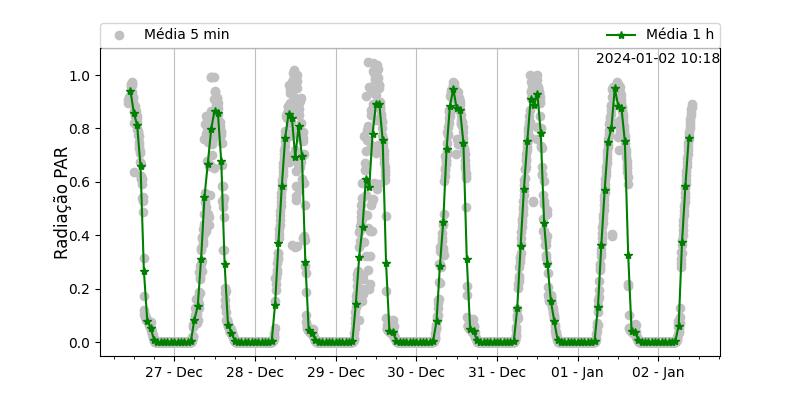 Média 5 min
Média 1 h
2024-01-02 10:18
Radiação PAR
1.0
0.8
0.6
0.4
0.2
0.0
27 - Dec
28 - Dec
29 - Dec
30 - Dec
31 - Dec
01 - Jan
02 - Jan